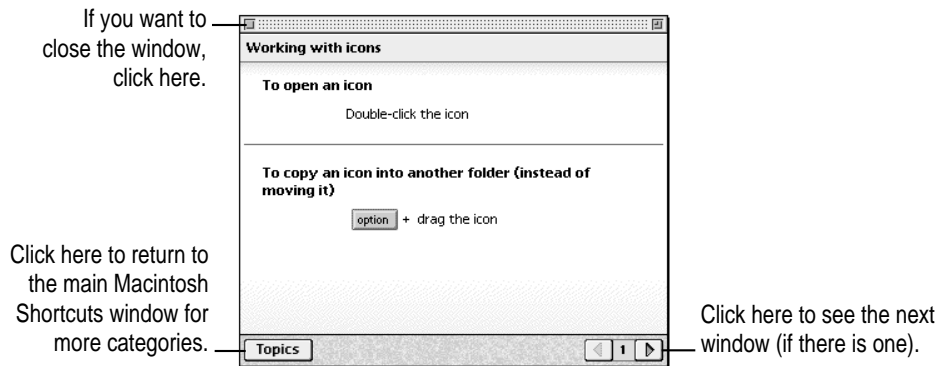 If you want to
close the window,
click here.
Working with icons
To open an icon
Double-click the icon
To copy an icon into another folder (instead of
moving it)
option + drag the icon
Click here to return to
the main Macintosh
Shortcuts window for
more categories.
Topics
1
Click here to see the next
window (if there is one).